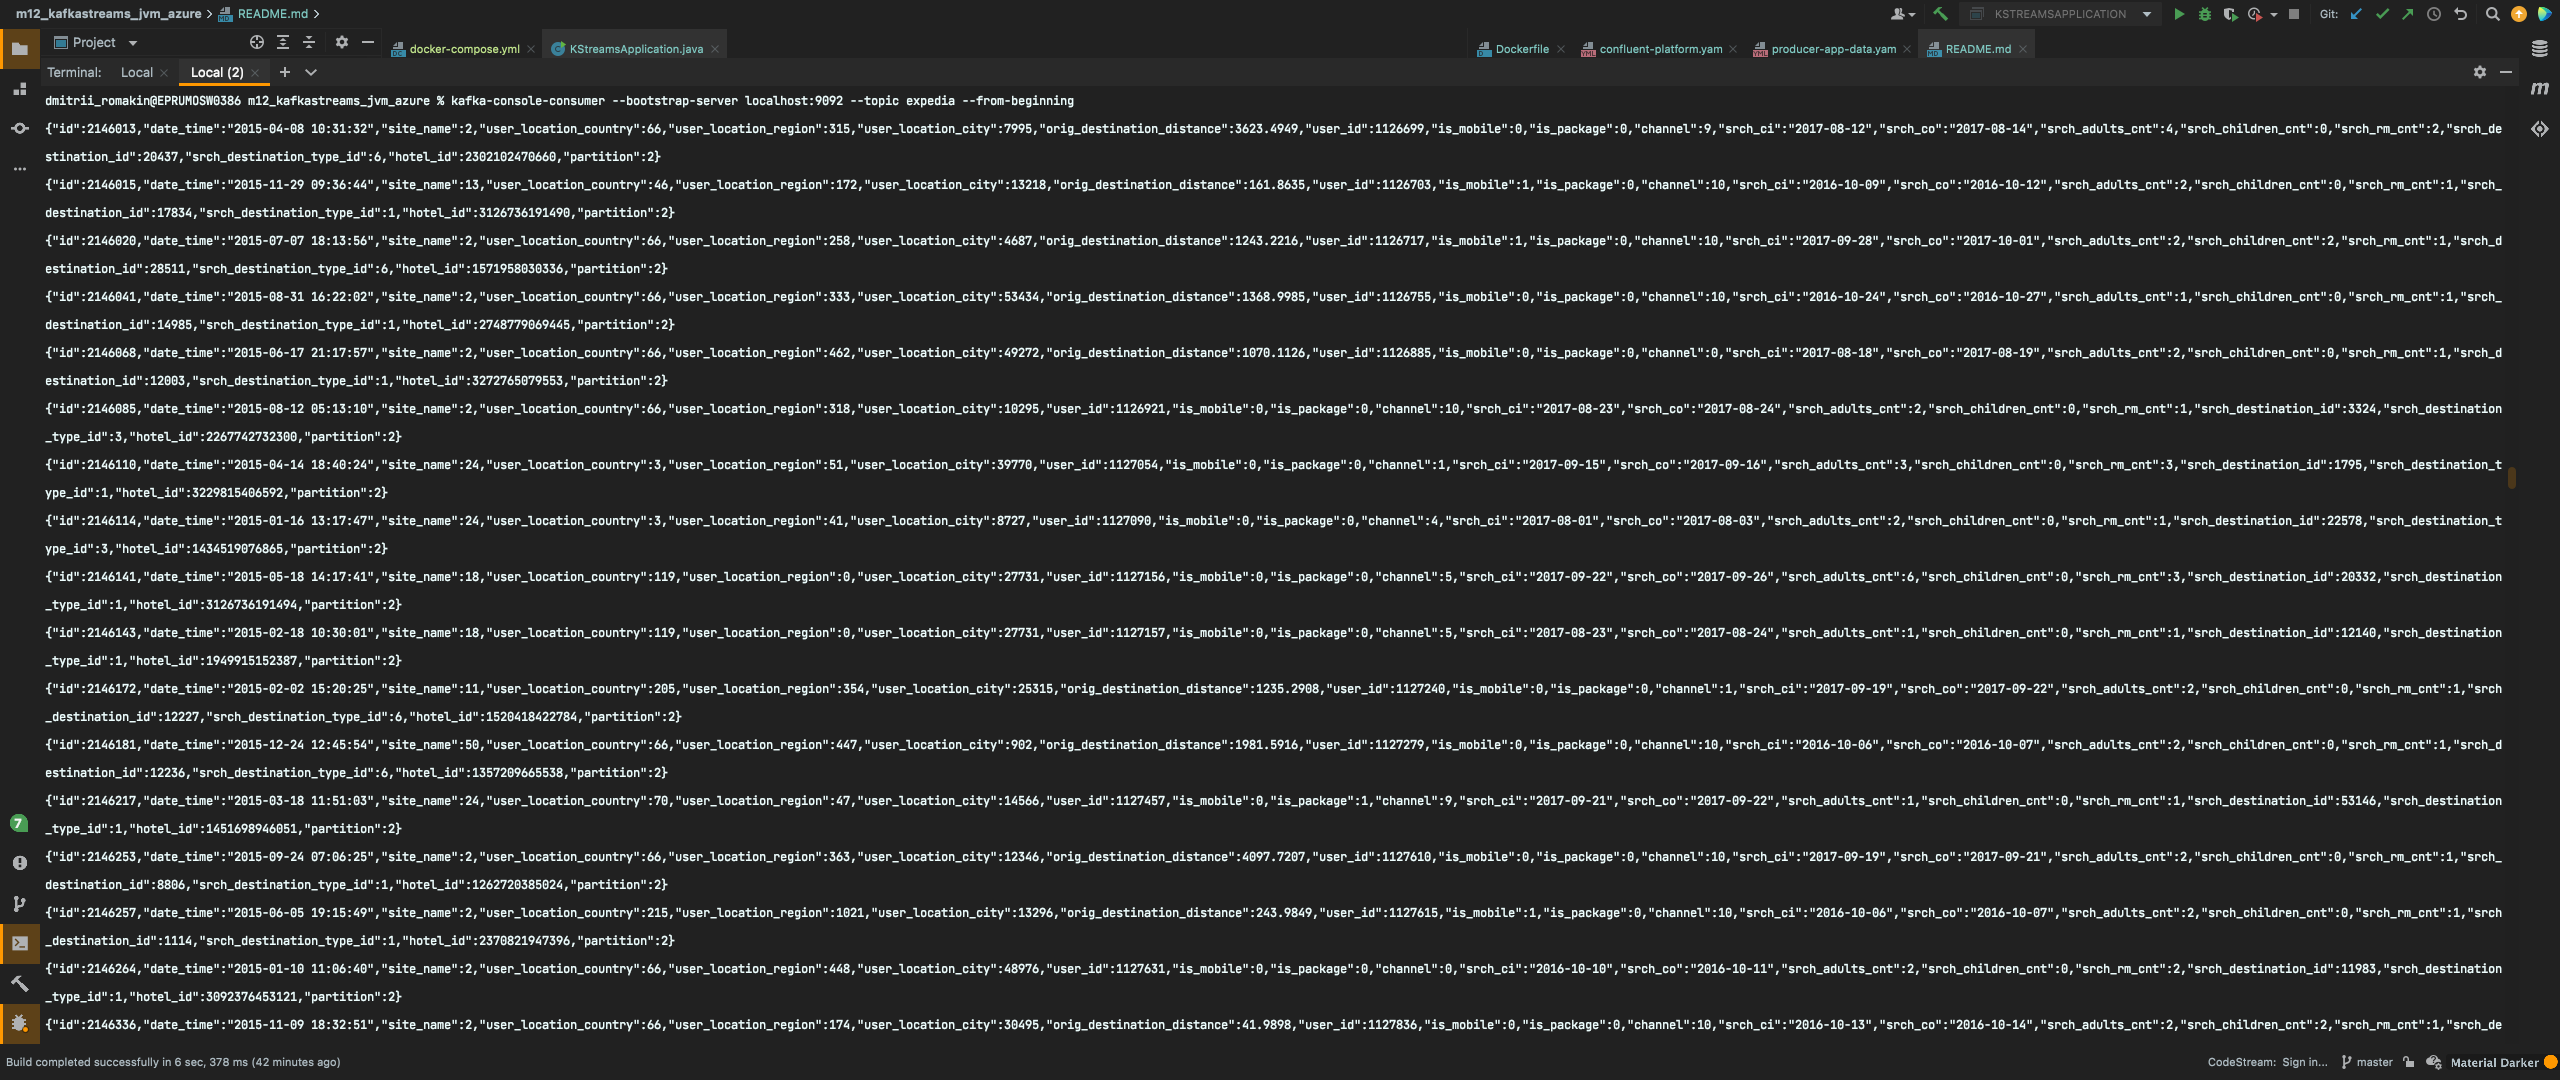 m12_kafkastreams_jvm_azure README.md
KSTREAMSAPPLICATION Git:
Project docker-compose.yml KStreamsApplication.java Dockerfile confluent-platform.yam producer-app-data.yam README.md
Terminal: Local Local (2)
dmitrii_romakin@EPRUMOSW0386 m12_kafkastreams_jvm_azure % kafka-console-consumer --bootstrap-server localhost:9092 --topic expedia --from-beginning
{"id":2146013,"date_time":"2015-04-08 10:31:32","site_name":2,"user_location_country":66,"user_location_region":315,"user_location_city":7995,"orig_destination_distance":3623.4949,"user_id":1126699,"is_mobile":0,"is_package":0,"channel":9,"srch_ci":"2017-08-12","srch_co":"2017-08-14","srch_adults_cnt":4,"srch_children_cnt":0,"srch_rm_cnt":2,"srch_de
stination_id":20437,"srch_destination_type_id":6,"hotel_id":2302102470660,"partition":2}
{"id":2146015,"date_time":"2015-11-29 09:36:44","site_name":13,"user_location_country":46,"user_location_region":172,"user_location_city":13218,"orig_destination_distance":161.8635,"user_id":1126703,"is_mobile":1,"is_package":0,"channel":10,"srch_ci":"2016-10-09","srch_co":"2016-10-12","srch_adults_cnt":2,"srch_children_cnt":0,"srch_rm_cnt":1,"srch_
destination_id":17834,"srch_destination_type_id":1,"hotel_id":3126736191490,"partition":2}
{"id":2146020,"date_time":"2015-07-07 18:13:56","site_name":2,"user_location_country":66,"user_location_region":258,"user_location_city":4687,"orig_destination_distance":1243.2216,"user_id":1126717,"is_mobile":1,"is_package":0,"channel":10,"srch_ci":"2017-09-28","srch_co":"2017-10-01","srch_adults_cnt":2,"srch_children_cnt":2,"srch_rm_cnt":1,"srch_d
estination_id":28511,"srch_destination_type_id":6,"hotel_id":1571958030336,"partition":2}
{"id":2146041,"date_time":"2015-08-31 16:22:02","site_name":2,"user_location_country":66,"user_location_region":333,"user_location_city":53434,"orig_destination_distance":1368.9985,"user_id":1126755,"is_mobile":0,"is_package":0,"channel":10,"srch_ci":"2016-10-24","srch_co":"2016-10-27","srch_adults_cnt":1,"srch_children_cnt":0,"srch_rm_cnt":1,"srch_
destination_id":14985,"srch_destination_type_id":1,"hotel_id":2748779069445,"partition":2}
{"id":2146068,"date_time":"2015-06-17 21:17:57","site_name":2,"user_location_country":66,"user_location_region":462,"user_location_city":49272,"orig_destination_distance":1070.1126,"user_id":1126885,"is_mobile":0,"is_package":0,"channel":0,"srch_ci":"2017-08-18","srch_co":"2017-08-19","srch_adults_cnt":2,"srch_children_cnt":0,"srch_rm_cnt":1,"srch_d
estination_id":12003,"srch_destination_type_id":1,"hotel_id":3272765079553,"partition":2}
{"id":2146085,"date_time":"2015-08-12 05:13:10","site_name":2,"user_location_country":66,"user_location_region":318,"user_location_city":10295,"user_id":1126921,"is_mobile":0,"is_package":0,"channel":10,"srch_ci":"2017-08-23","srch_co":"2017-08-24","srch_adults_cnt":2,"srch_children_cnt":0,"srch_rm_cnt":1,"srch_destination_id":3324,"srch_destination
_type_id":3,"hotel_id":2267742732300,"partition":2}
{"id":2146110,"date_time":"2015-04-14 18:40:24","site_name":24,"user_location_country":3,"user_location_region":51,"user_location_city":39770,"user_id":1127054,"is_mobile":0,"is_package":0,"channel":1,"srch_ci":"2017-09-15","srch_co":"2017-09-16","srch_adults_cnt":3,"srch_children_cnt":0,"srch_rm_cnt":3,"srch_destination_id":1795,"srch_destination_t
ype_id":1,"hotel_id":3229815406592,"partition":2}
{"id":2146114,"date_time":"2015-01-16 13:17:47","site_name":24,"user_location_country":3,"user_location_region":41,"user_location_city":8727,"user_id":1127090,"is_mobile":0,"is_package":0,"channel":4,"srch_ci":"2017-08-01","srch_co":"2017-08-03","srch_adults_cnt":2,"srch_children_cnt":0,"srch_rm_cnt":1,"srch_destination_id":22578,"srch_destination_t
ype_id":3,"hotel_id":1434519076865,"partition":2}
{"id":2146141,"date_time":"2015-05-18 14:17:41","site_name":18,"user_location_country":119,"user_location_region":0,"user_location_city":27731,"user_id":1127156,"is_mobile":0,"is_package":0,"channel":5,"srch_ci":"2017-09-22","srch_co":"2017-09-26","srch_adults_cnt":6,"srch_children_cnt":0,"srch_rm_cnt":3,"srch_destination_id":20332,"srch_destination
_type_id":1,"hotel_id":3126736191494,"partition":2}
{"id":2146143,"date_time":"2015-02-18 10:30:01","site_name":18,"user_location_country":119,"user_location_region":0,"user_location_city":27731,"user_id":1127157,"is_mobile":0,"is_package":0,"channel":5,"srch_ci":"2017-08-23","srch_co":"2017-08-24","srch_adults_cnt":1,"srch_children_cnt":0,"srch_rm_cnt":1,"srch_destination_id":12140,"srch_destination
_type_id":1,"hotel_id":1949915152387,"partition":2}
{"id":2146172,"date_time":"2015-02-02 15:20:25","site_name":11,"user_location_country":205,"user_location_region":354,"user_location_city":25315,"orig_destination_distance":1235.2908,"user_id":1127240,"is_mobile":0,"is_package":0,"channel":1,"srch_ci":"2017-09-19","srch_co":"2017-09-22","srch_adults_cnt":2,"srch_children_cnt":0,"srch_rm_cnt":1,"srch
_destination_id":12227,"srch_destination_type_id":6,"hotel_id":1520418422784,"partition":2}
{"id":2146181,"date_time":"2015-12-24 12:45:54","site_name":50,"user_location_country":66,"user_location_region":447,"user_location_city":902,"orig_destination_distance":1981.5916,"user_id":1127279,"is_mobile":0,"is_package":0,"channel":10,"srch_ci":"2016-10-06","srch_co":"2016-10-07","srch_adults_cnt":2,"srch_children_cnt":0,"srch_rm_cnt":1,"srch_d
estination_id":12236,"srch_destination_type_id":6,"hotel_id":1357209665538,"partition":2}
{"id":2146217,"date_time":"2015-03-18 11:51:03","site_name":24,"user_location_country":70,"user_location_region":47,"user_location_city":14566,"user_id":1127457,"is_mobile":0,"is_package":1,"channel":9,"srch_ci":"2017-09-21","srch_co":"2017-09-22","srch_adults_cnt":1,"srch_children_cnt":0,"srch_rm_cnt":1,"srch_destination_id":53146,"srch_destination
_type_id":1,"hotel_id":1451698946051,"partition":2}
{"id":2146253,"date_time":"2015-09-24 07:06:25","site_name":2,"user_location_country":66,"user_location_region":363,"user_location_city":12346,"orig_destination_distance":4097.7207,"user_id":1127610,"is_mobile":0,"is_package":0,"channel":10,"srch_ci":"2017-09-19","srch_co":"2017-09-21","srch_adults_cnt":2,"srch_children_cnt":0,"srch_rm_cnt":1,"srch_
destination_id":8806,"srch_destination_type_id":1,"hotel_id":1262720385024,"partition":2}
{"id":2146257,"date_time":"2015-06-05 19:15:49","site_name":2,"user_location_country":215,"user_location_region":1021,"user_location_city":13296,"orig_destination_distance":243.9849,"user_id":1127615,"is_mobile":1,"is_package":0,"channel":10,"srch_ci":"2016-10-06","srch_co":"2016-10-07","srch_adults_cnt":2,"srch_children_cnt":0,"srch_rm_cnt":1,"srch
_destination_id":1114,"srch_destination_type_id":1,"hotel_id":2370821947396,"partition":2}
{"id":2146264,"date_time":"2015-01-10 11:06:40","site_name":2,"user_location_country":66,"user_location_region":448,"user_location_city":48976,"user_id":1127631,"is_mobile":0,"is_package":0,"channel":0,"srch_ci":"2016-10-10","srch_co":"2016-10-11","srch_adults_cnt":2,"srch_children_cnt":0,"srch_rm_cnt":2,"srch_destination_id":11983,"srch_destination
_type_id":1,"hotel_id":3092376453121,"partition":2}
{"id":2146336,"date_time":"2015-11-09 18:32:51","site_name":2,"user_location_country":66,"user_location_region":174,"user_location_city":30495,"orig_destination_distance":41.9898,"user_id":1127836,"is_mobile":0,"is_package":0,"channel":10,"srch_ci":"2016-10-13","srch_co":"2016-10-14","srch_adults_cnt":2,"srch_children_cnt":2,"srch_rm_cnt":1,"srch_de
Build completed successfully in 6 sec, 378 ms (42 minutes ago) CodeStream: Sign in... master Material Darker